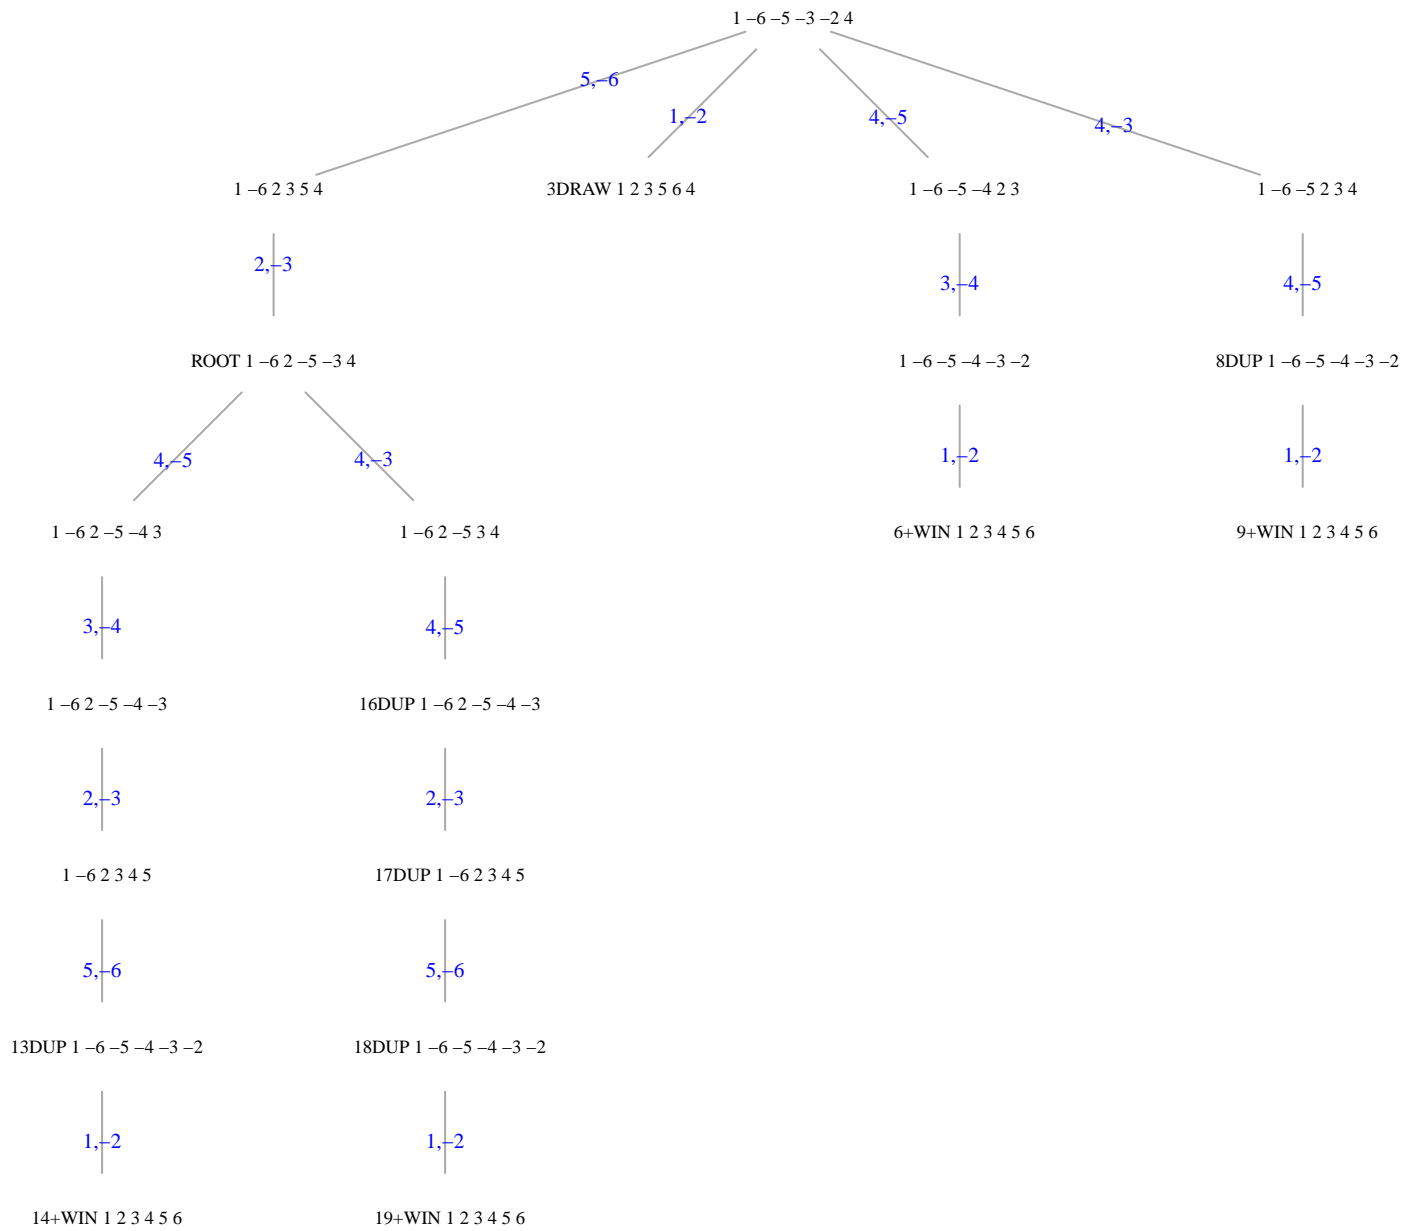 1 –6 –5 –3 –2 4
5,–6
1,–2
4,–5
4,–3
1 –6 2 3 5 4
3DRAW 1 2 3 5 6 4
1 –6 –5 –4 2 3
1 –6 –5 2 3 4
2,–3
3,–4
4,–5
ROOT 1 –6 2 –5 –3 4
1 –6 –5 –4 –3 –2
8DUP 1 –6 –5 –4 –3 –2
4,–5
4,–3
1,–2
1,–2
1 –6 2 –5 –4 3
1 –6 2 –5 3 4
6+WIN 1 2 3 4 5 6
9+WIN 1 2 3 4 5 6
3,–4
4,–5
1 –6 2 –5 –4 –3
16DUP 1 –6 2 –5 –4 –3
2,–3
2,–3
1 –6 2 3 4 5
17DUP 1 –6 2 3 4 5
5,–6
5,–6
13DUP 1 –6 –5 –4 –3 –2
18DUP 1 –6 –5 –4 –3 –2
1,–2
1,–2
14+WIN 1 2 3 4 5 6
19+WIN 1 2 3 4 5 6